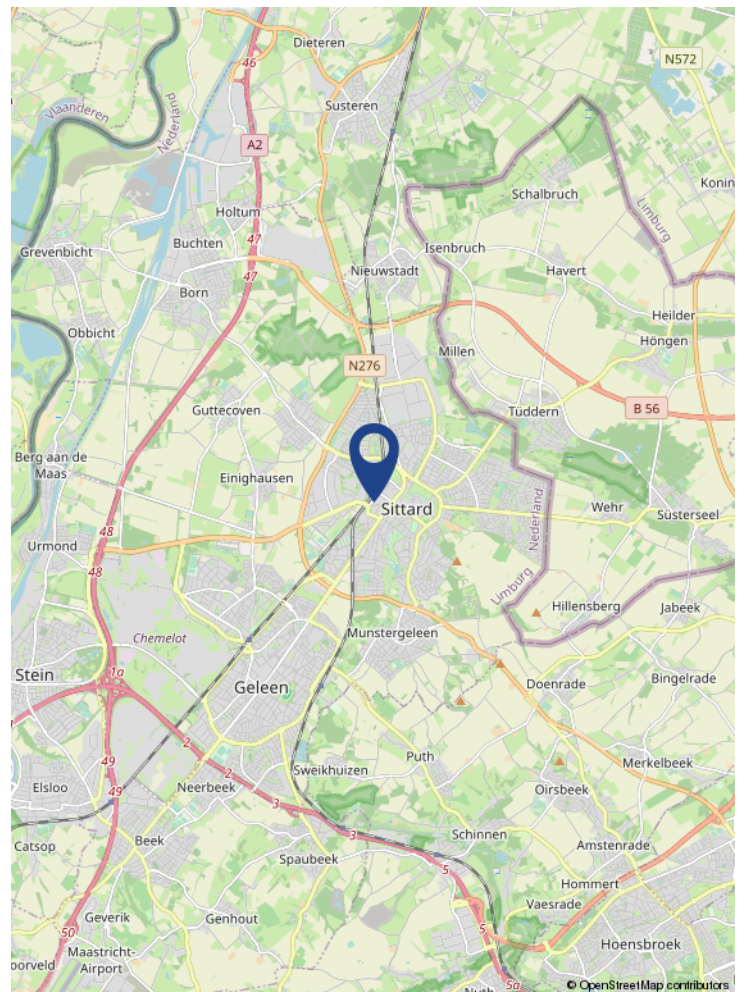 Dieteren
46
N572
Susteren
Vlaanderen
Nederland
A2
Konin
Schalbruch
Limburg
Holtum
47
Buchten
Isenbruch
Grevenbicht
Nieuwstadt
Havert
47
Born
Heilder
Obbicht
Höngen
Millen
N276
Guttecoven
Tüddern
B 56
Berg aan de
Maas
Einighausen
Sittard
Wehr
Süsterseel
Nederland
48
Urmond
48
Limburg
Hillensberg
Jabeek
Chemelot
Munstergeleen
1a
Stein
Geleen
Doenrade
Bingelrade
2
Puth
49
2
Sweikhuizen
Merkelbeek
Elsloo
49
Neerbeek
Oirsbeek
3
3
Beek
Schinnen
Catsop
Amstenrade
Spaubeek
5
Hommert
Vaesrade
Geverik
Genhout
5
50
Hoensbroek
Maastricht-
Airport
oorveld
Nuth
5a
© OpenStreetMap contributors